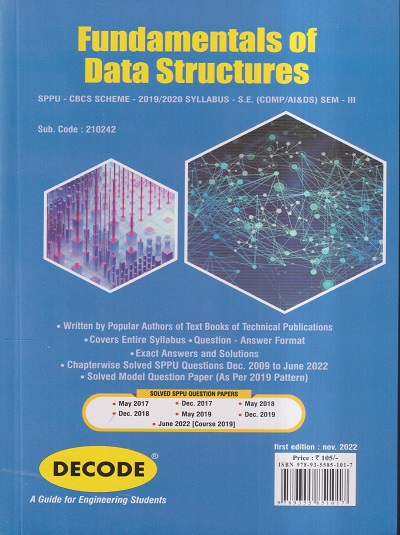 Fundamentals of
Data Structures
SPPU - CBCS SCHEME - 2019/2020 SYLLABUS - S.E. (COMP/AI&DS) SEM - III
Sub. Code : 210242
• Written by Popular Authors of Text Books of Technical Publications
• Covers Entire Syllabus • Question - Answer Format
• Exact Answers and Solutions
• Chapterwise Solved SPPU Questions Dec. 2009 to June 2022
• Solved Model Question Paper (As Per 2019 Pattern)
SOLVED SPPU QUESTION PAPERS
• May 2017 • Dec. 2017 • May 2018
• Dec. 2018 • May 2019 • Dec. 2019
• June 2022 [Course 2019]
first edition : nov. 2022
DECODE®
A Guide for Engineering Students
Price : ₹ 105/-
ISBN 978-93-5585-101-7
9789355851017